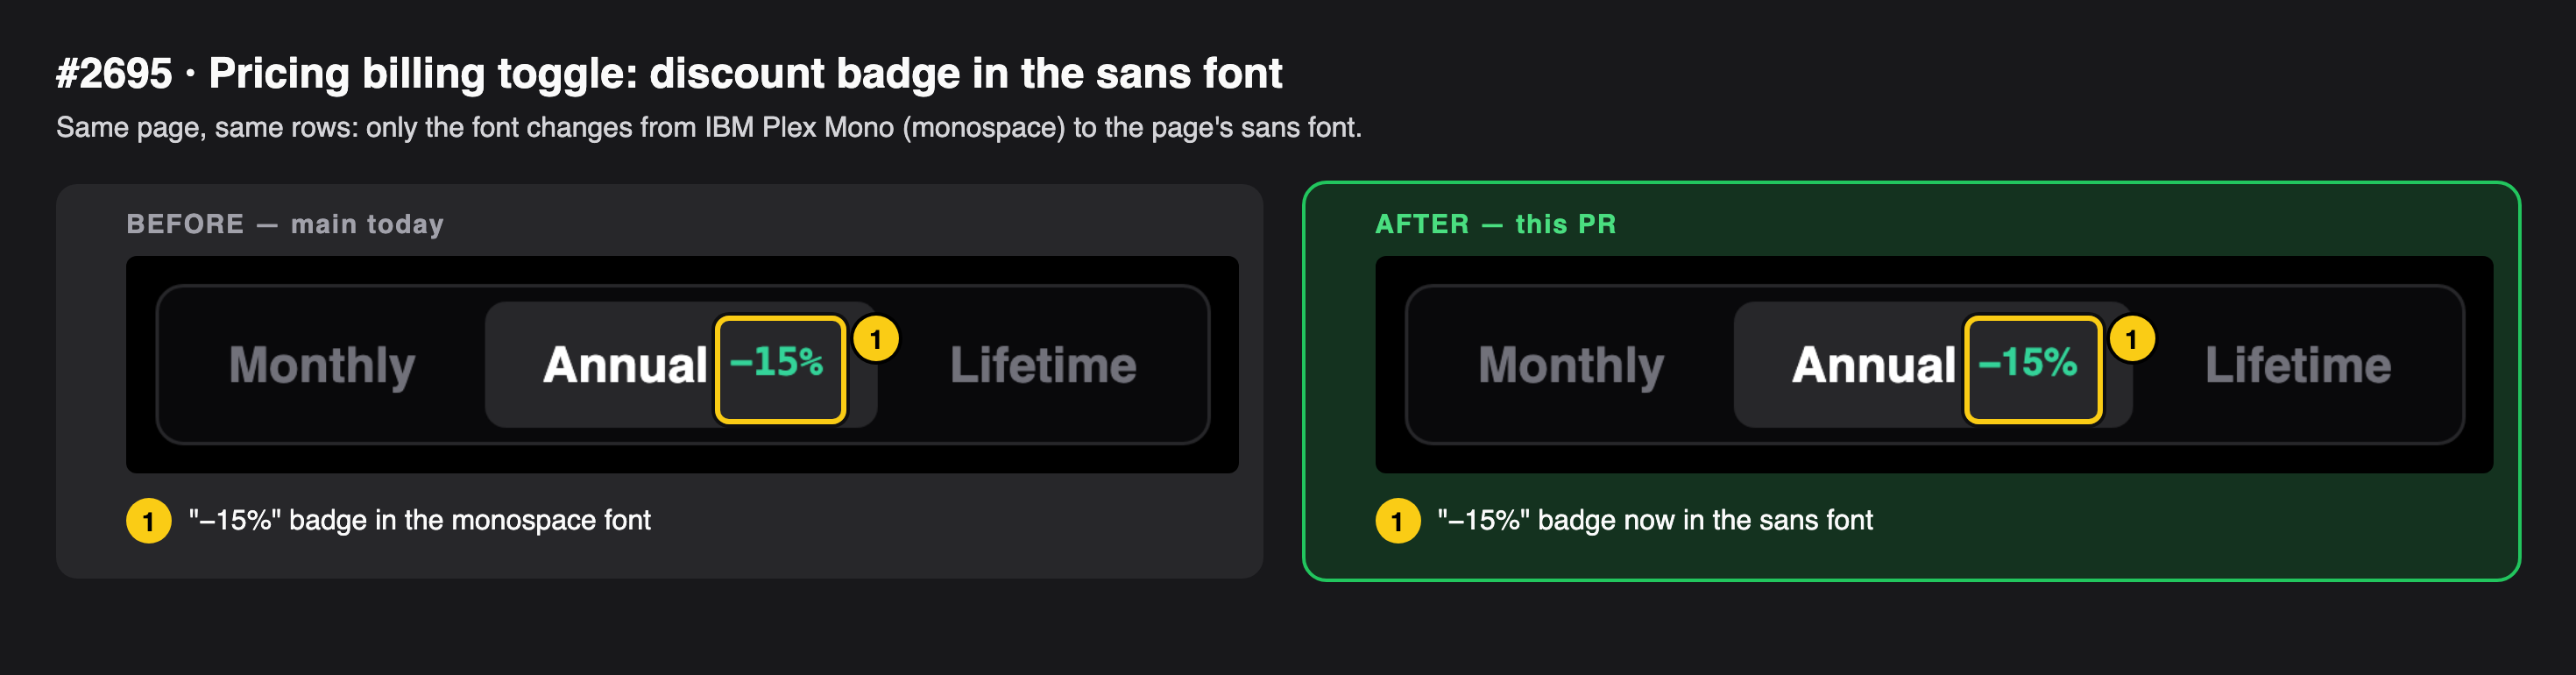 #2695 · Pricing billing toggle: discount badge in the sans font
Same page, same rows: only the font changes from IBM Plex Mono (monospace) to the page's sans font.
BEFORE — main today
Monthly Annual −15% 1 Lifetime
1 "−15%" badge in the monospace font
AFTER — this PR
Monthly Annual −15% 1 Lifetime
1 "−15%" badge now in the sans font